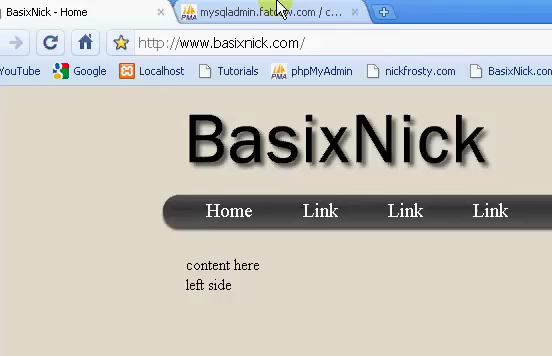 BasixNick - Home
mysqladmin.fatcow.com / c...
http://www.basixnick.com/
YouTube Google Localhost Tutorials phpMyAdmin nickfrosty.com BasixNick.com
BasixNick
Home Link Link Link
content here
left side